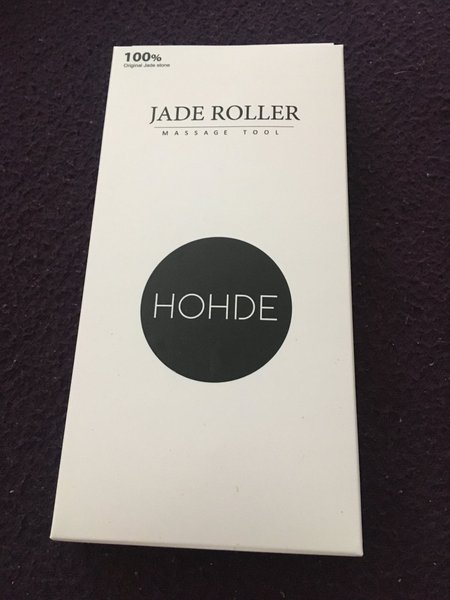 100%
Original Jade stone
JADE ROLLER
MASSAGE TOOL
HOHDE